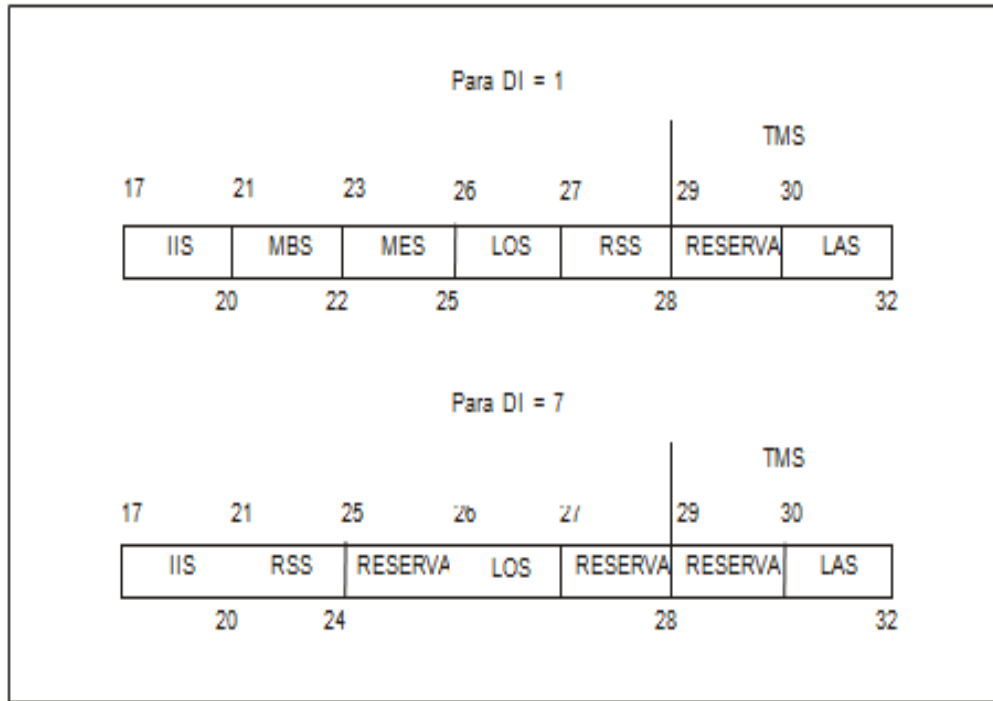 Para DI = 1
TMS
17 21 23 26 27 29 30
IIS MBS MES LOS RSS RESERVA LAS
20 22 25 28 32
Para DI = 7
TMS
17 21 25 26 27 29 30
IIS RSS RESERVA LOS RESERVA RESERVA LAS
20 24 28 32